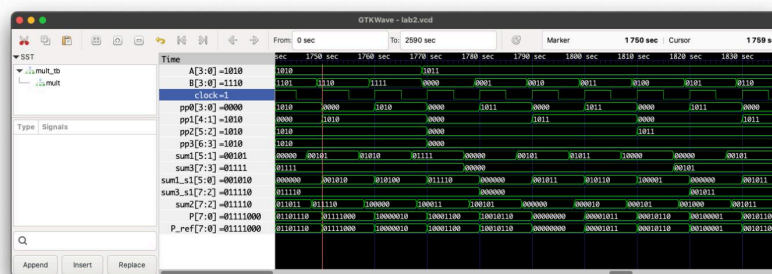 GTKWave - lab2.vcd
From: 0 sec To: 2590 sec Marker 1750 sec | Cursor 1759 s
SST
mult_tb
mult
Type Signals
Append Insert Replace
Time
A[3:0] =1010
B[3:0] =1110
clock =1
pp0[3:0] =0000
pp1[4:1] =1010
pp2[5:2] =1010
pp3[6:3] =1010
sum1[5:1] =00101
sum3[7:3] =01111
sum1_s1[5:0] =001010
sum3_s1[7:2] =011110
sum2[7:2] =011110
P[7:0] =01111000
P_ref[7:0] =01111000
sec 1750 sec 1760 sec 1770 sec 1780 sec 1790 sec 1800 sec 1810 sec 1820 sec 1830 sec
1010 1011
1101 1110 1111 0000 0001 0010 0011 0100 0101 0110
1010 0000 1010 0000 1011 0000 1011 0000 1011 0000
0000 1010 0000 1011 0000 1011
1010 0000 1011
1010 0000
00000 00101 01010 01111 00000 00101 01011 10000 00000 00101
01111 00000 00101
000000 001010 010100 011110 000000 001011 010110 100001 000000 001011
011110 000000 001011
011011 011110 100000 100011 100101 000000 000010 000101 001000 001011
01101110 01111000 10000010 10001100 10010110 00000000 00001011 00010110 00100001 0010110
01101110 01111000 10000010 10001100 10010110 00000000 00001011 00010110 00100001 0010110